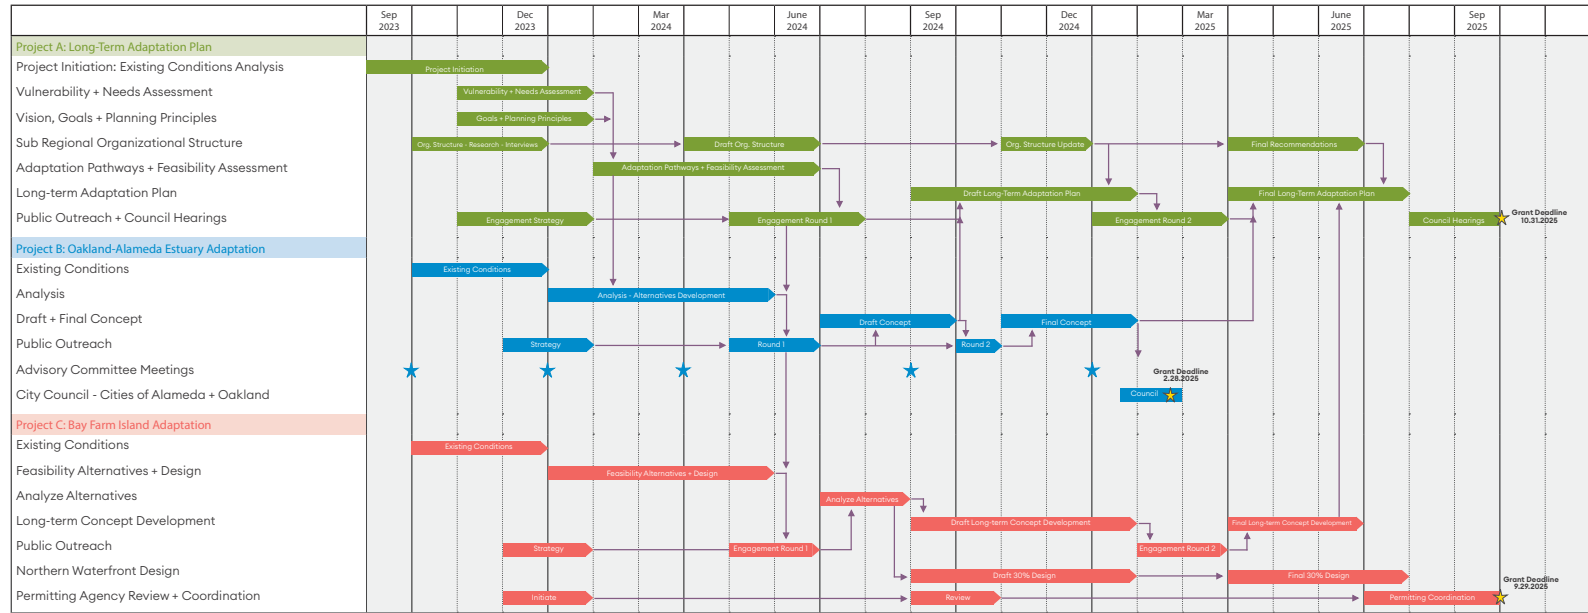 Sep
2023
Dec
2023
Mar
2024
June
2024
Sep
2024
Dec
2024
Mar
2025
June
2025
Sep
2025
Project A: Long-Term Adaptation Plan
Project Initiation: Existing Conditions Analysis
Project Initiation
Vulnerability + Needs Assessment
Vulnerability + Needs Assessment
Vision, Goals + Planning Principles
Goals + Planning Principles
Sub Regional Organizational Structure
Org. Structure - Research - Interviews
Draft Org. Structure
Org. Structure Update
Final Recommendations
Adaptation Pathways + Feasibility Assessment
Adaptation Pathways + Feasibility Assessment
Long-term Adaptation Plan
Draft Long-Term Adaptation Plan
Final Long-Term Adaptation Plan
Public Outreach + Council Hearings
Engagement Strategy
Engagement Round 1
Engagement Round 2
Council Hearings
Grant Deadline
10.31.2025
Project B: Oakland-Alameda Estuary Adaptation
Existing Conditions
Existing Conditions
Analysis
Analysis - Alternatives Development
Draft + Final Concept
Draft Concept
Final Concept
Public Outreach
Strategy
Round 1
Round 2
Advisory Committee Meetings
Grant Deadline
2.28.2025
City Council - Cities of Alameda + Oakland
Council
Project C: Bay Farm Island Adaptation
Existing Conditions
Existing Conditions
Feasibility Alternatives + Design
Feasibility Alternatives + Design
Analyze Alternatives
Analyze Alternatives
Long-term Concept Development
Draft Long-term Concept Development
Final Long-term Concept Development
Public Outreach
Strategy
Engagement Round 1
Engagement Round 2
Northern Waterfront Design
Draft 30% Design
Final 30% Design
Permitting Agency Review + Coordination
Initiate
Review
Permitting Coordination
Grant Deadline
9.29.2025